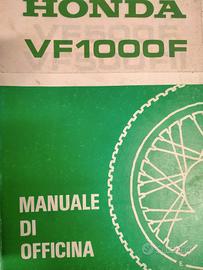 HONDA
VF1000F
MANUALE
DI
OFFICINA